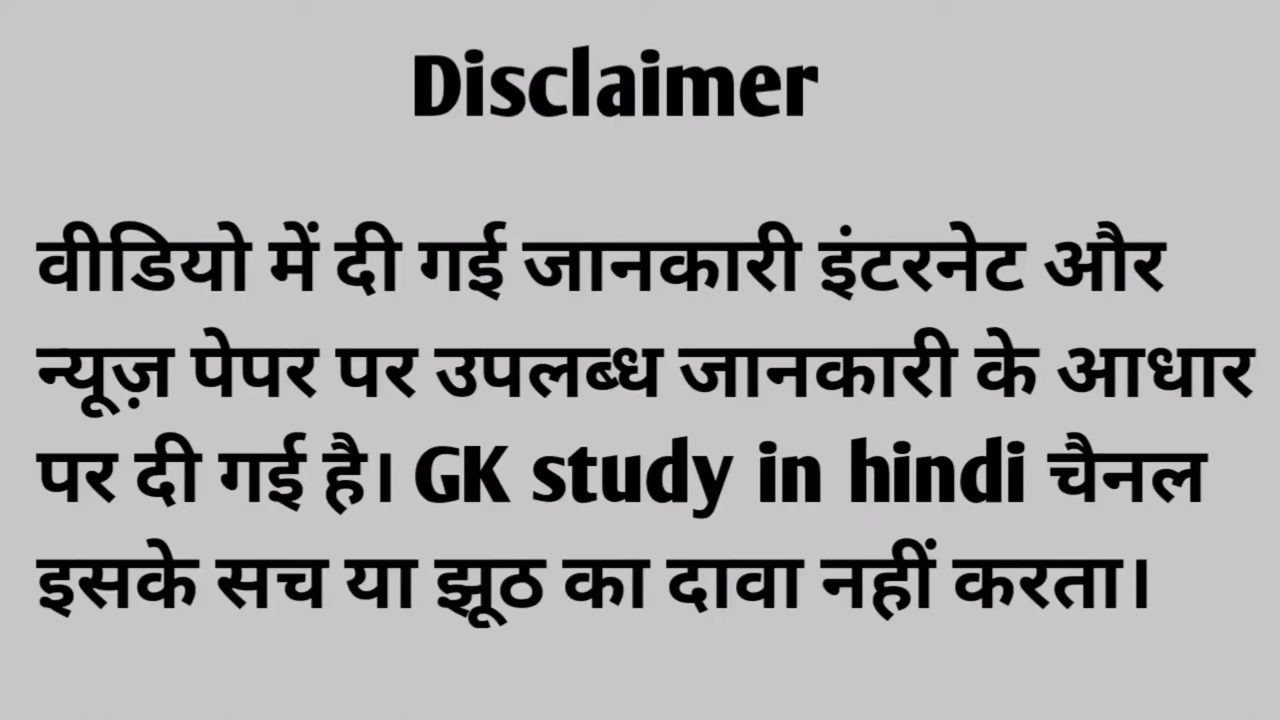 Disclaimer
वीडियो में दी गई जानकारी इंटरनेट और
न्यूज़ पेपर पर उपलब्ध जानकारी के आधार
पर दी गई है। GK study in hindi चैनल
इसके सच या झूठ का दावा नहीं करता।